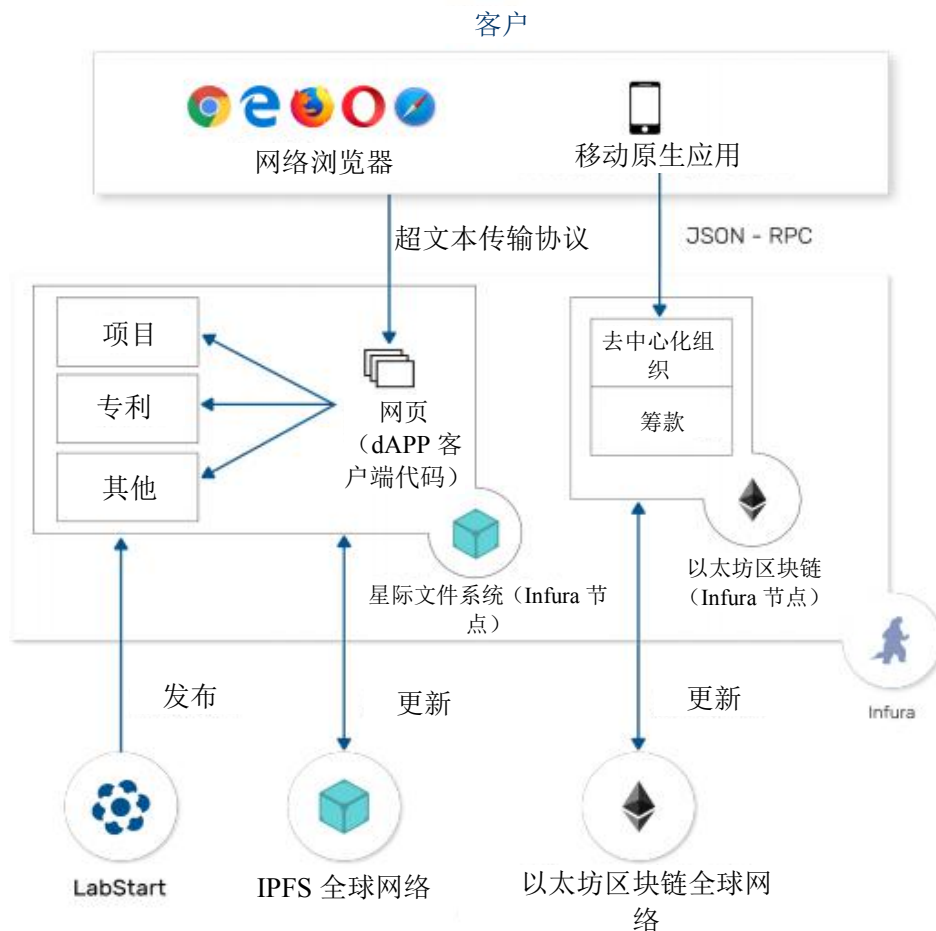 客户
网络浏览器
移动原生应用
超文本传输协议
JSON - RPC
项目
专利
其他
网页
（dAPP 客
户端代码）
去中心化组
织
筹款
星际文件系统（Infura 节
点）
以太坊区块链
（Infura 节点）
Infura
发布
更新
更新
LabStart
IPFS 全球网络
以太坊区块链全球网
络